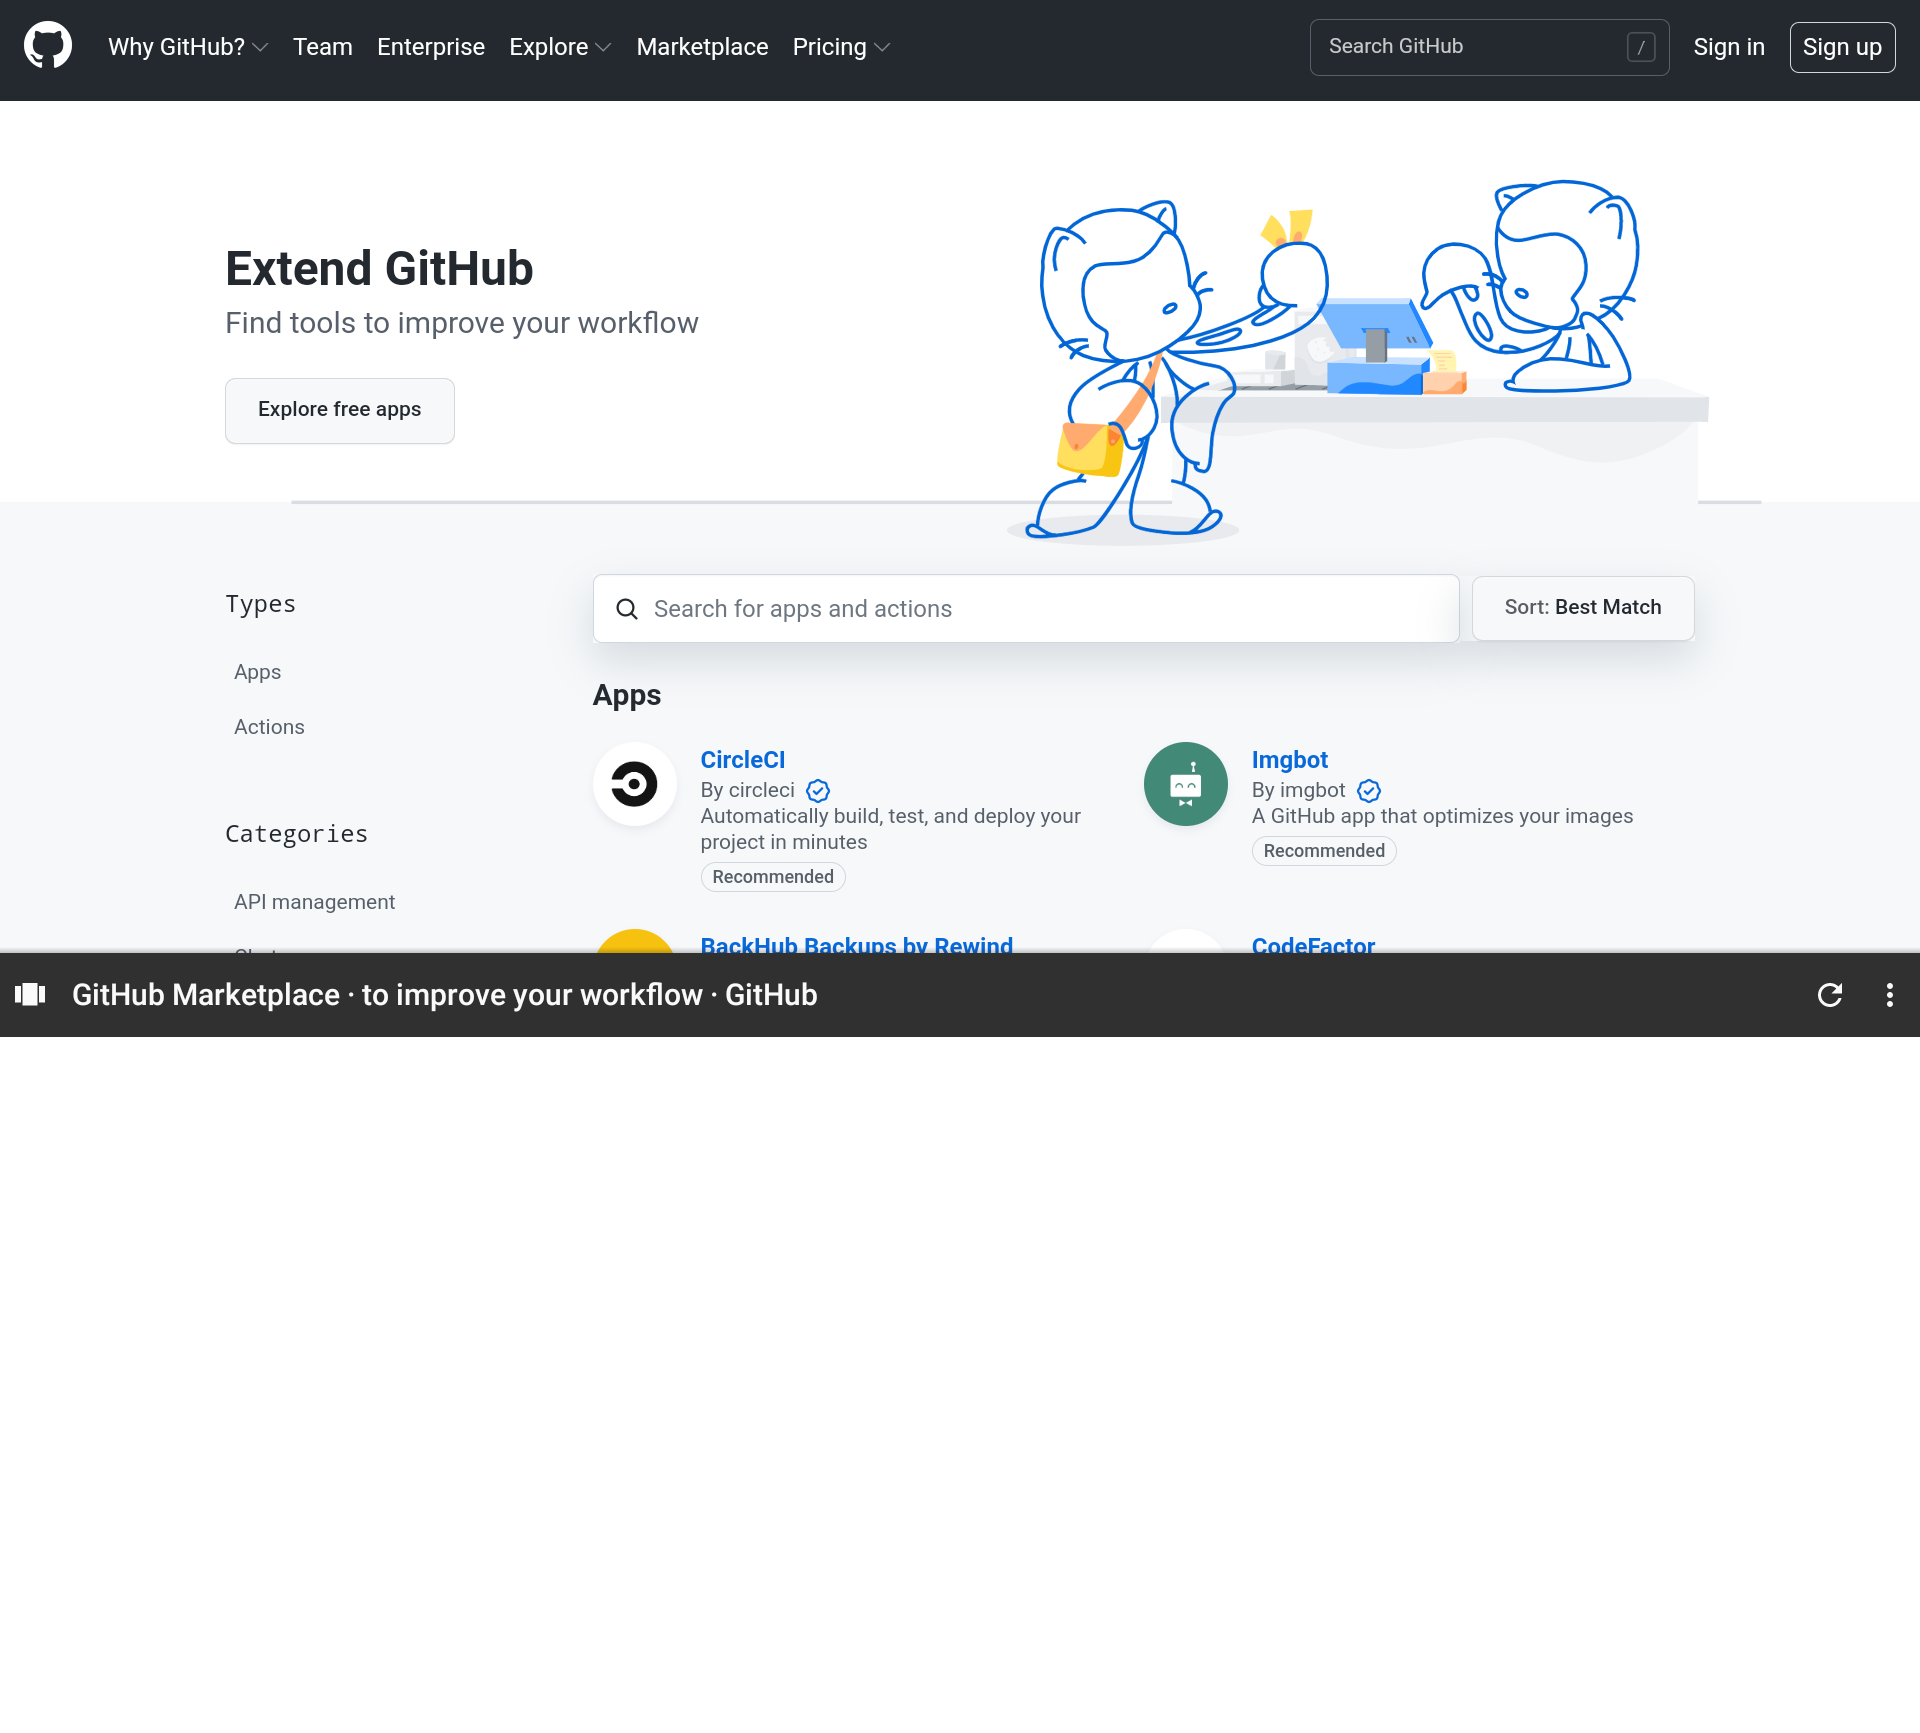 Why GitHub? Team Enterprise Explore Marketplace Pricing Search GitHub / Sign in Sign up
Extend GitHub
Find tools to improve your workflow
Explore free apps
Types
Apps
Actions
Categories
API management
Search for apps and actions
Sort: Best Match
Apps
CircleCI
By circleci
Automatically build, test, and deploy your
project in minutes
Recommended
Imgbot
By imgbot
A GitHub app that optimizes your images
Recommended
BackHub Backups by Rewind
CodeFactor
GitHub Marketplace · to improve your workflow · GitHub